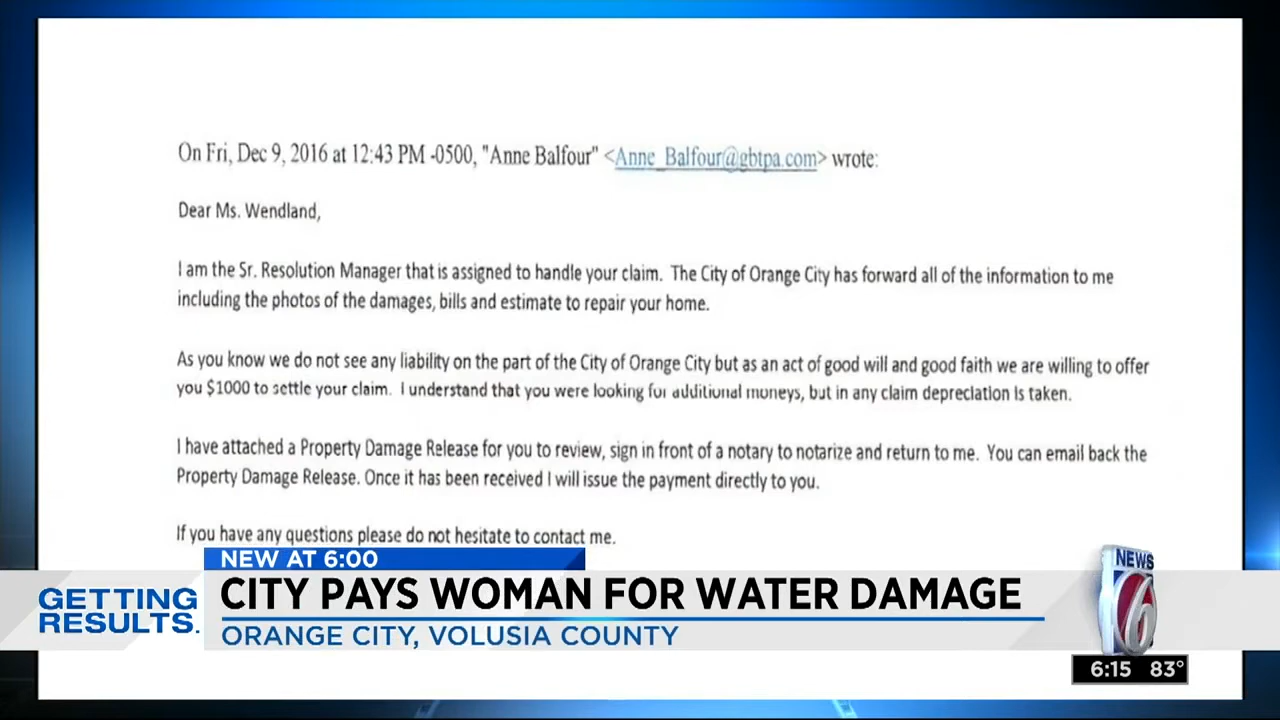 On Fri, Dec 9, 2016 at 12:43 PM -0500, "Anne Balfour" <Anne_Balfour@gbtpa.com> wrote:
Dear Ms. Wendland,
I am the Sr. Resolution Manager that is assigned to handle your claim. The City of Orange City has forward all of the information to me
including the photos of the damages, bills and estimate to repair your home.
As you know we do not see any liability on the part of the City of Orange City but as an act of good will and good faith we are willing to offer
you $1000 to settle your claim. I understand that you were looking for additional moneys, but in any claim depreciation is taken.
I have attached a Property Damage Release for you to review, sign in front of a notary to notarize and return to me. You can email back the
Property Damage Release. Once it has been received I will issue the payment directly to you.
If you have any questions please do not hesitate to contact me.
NEW AT 6:00
GETTING
RESULTS.
CITY PAYS WOMAN FOR WATER DAMAGE
ORANGE CITY, VOLUSIA COUNTY
NEWS
6
6:15 83°